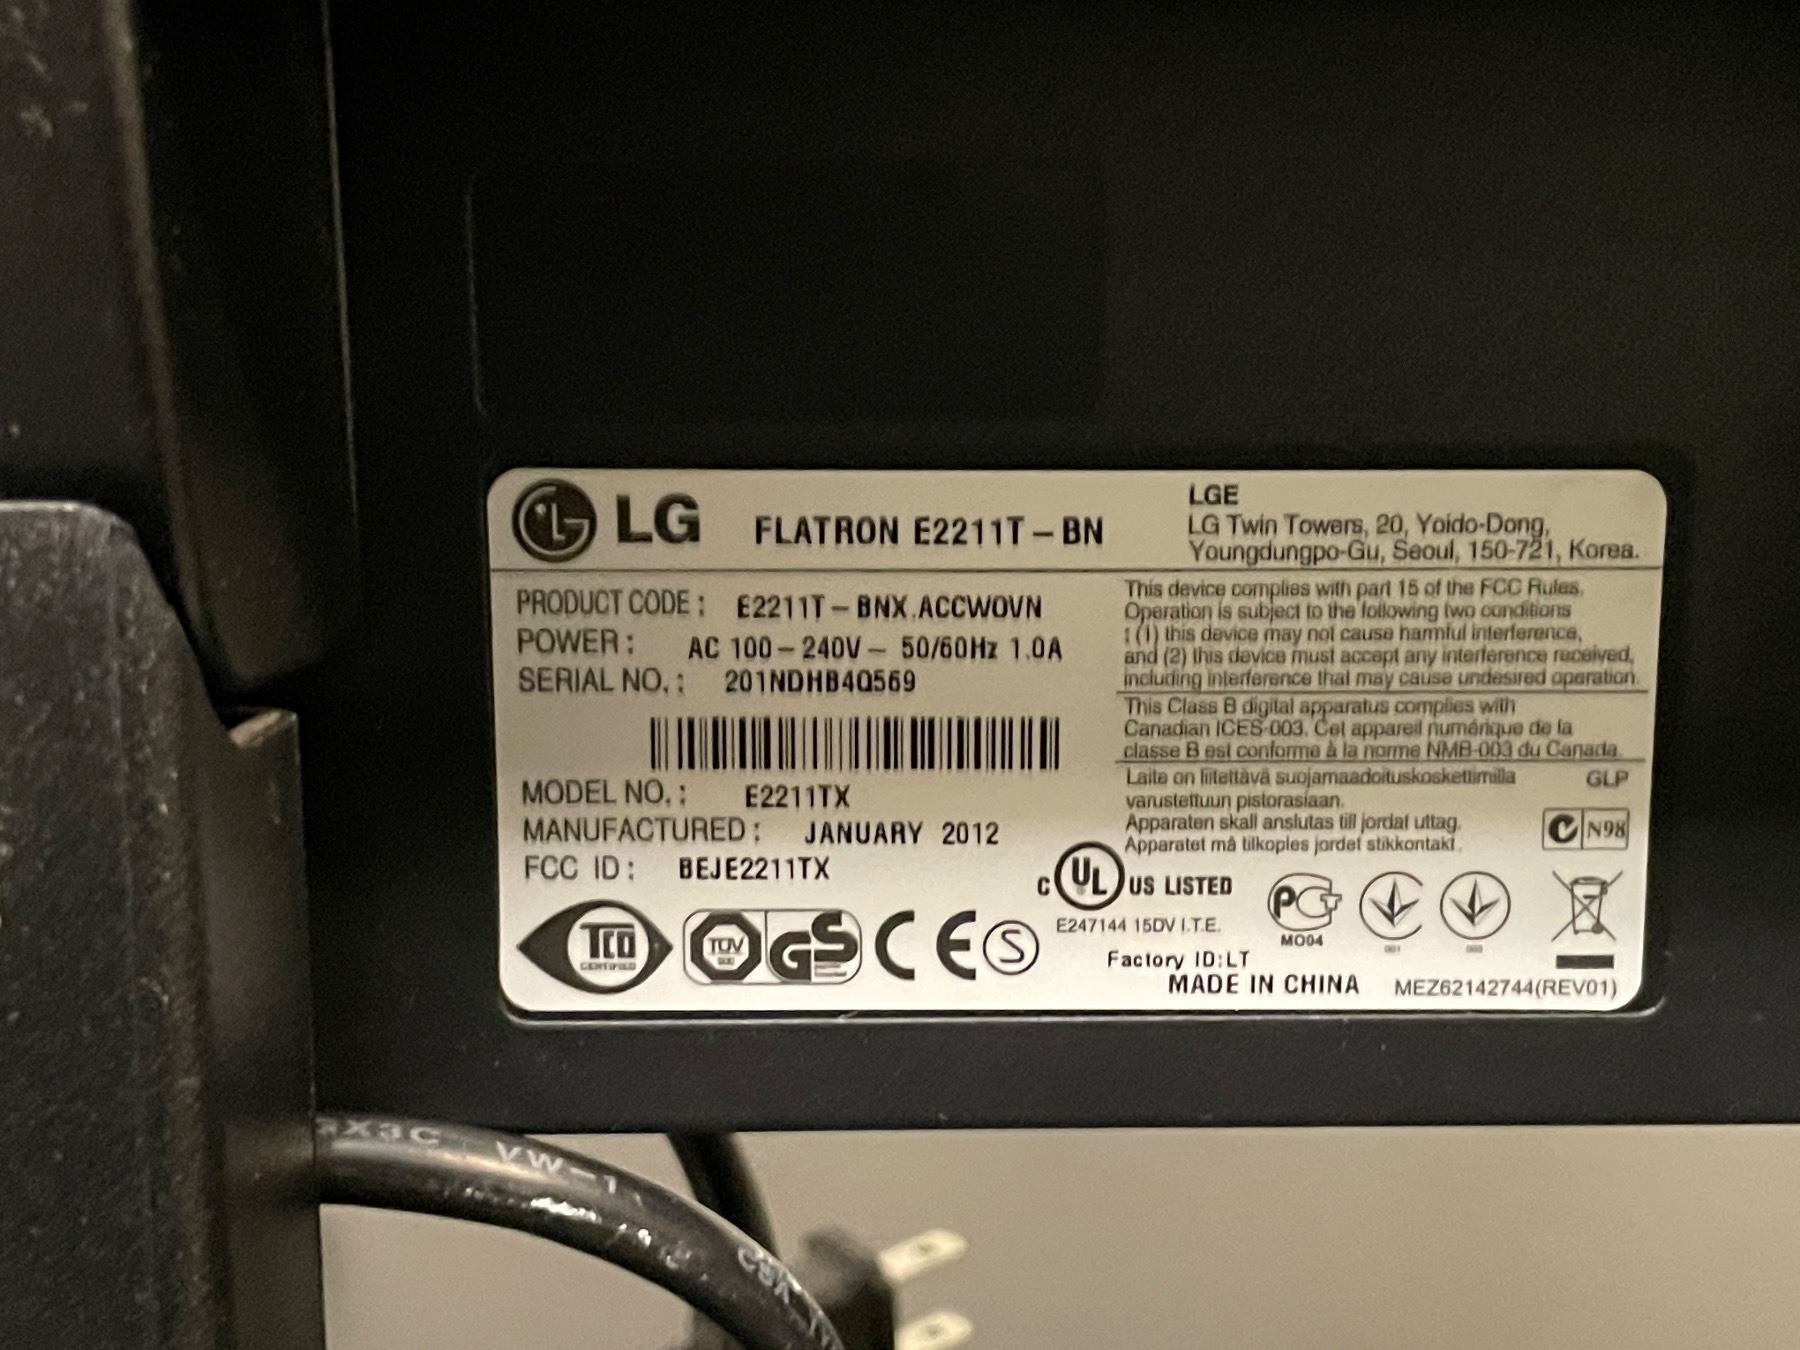 LG FLATRON E2211T-BN
LGE
LG Twin Towers, 20, Yoido-Dong,
Youngdungpo-Gu, Seoul, 150-721, Korea.
PRODUCT CODE : E2211T-BNX.ACCWOVN
POWER : AC 100-240V~ 50/60Hz 1.0A
SERIAL NO. : 201NDHB4Q569
MODEL NO. : E2211TX
MANUFACTURED : JANUARY 2012
FCC ID : BEJE2211TX
This device complies with part 15 of the FCC Rules.
Operation is subject to the following two conditions
: (1) this device may not cause harmful interference,
and (2) this device must accept any interference received,
including interference that may cause undesired operation.
This Class B digital apparatus complies with
Canadian ICES-003. Cet appareil numérique de la
classe B est conforme à la norme NMB-003 du Canada.
Laite on liitettävä suojamaadoituskoskettimilla
varustettuun pistorasiaan.
Apparaten skall anslutas till jordat uttag.
Apparatet må tilkoples jordet stikkontakt.
GLP
N98
C UL US LISTED
E247144 15DV I.T.E.
TCO
CERTIFIED
TÜV
GS
CE
S
PCT
MO04
001
003
Factory ID:LT
MADE IN CHINA
MEZ62142744(REV01)
X3C VW-1
CSA